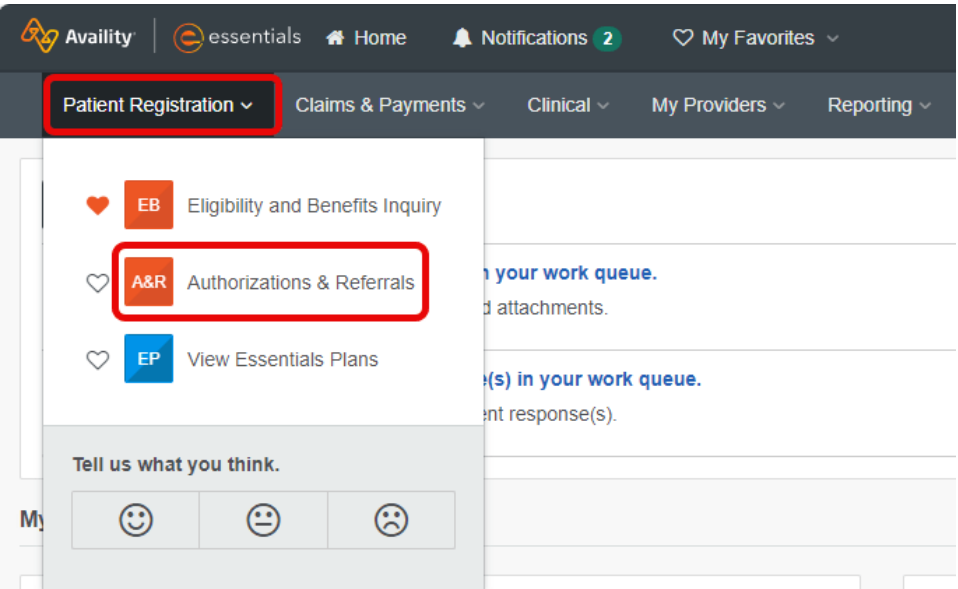 Availity essentials Home Notifications 2 My Favorites
Patient Registration Claims & Payments Clinical My Providers Reporting
EB Eligibility and Benefits Inquiry
your work queue.
A&R Authorizations & Referrals
attachments.
EP View Essentials Plans
(s) in your work queue.
response(s).
Tell us what you think.
My